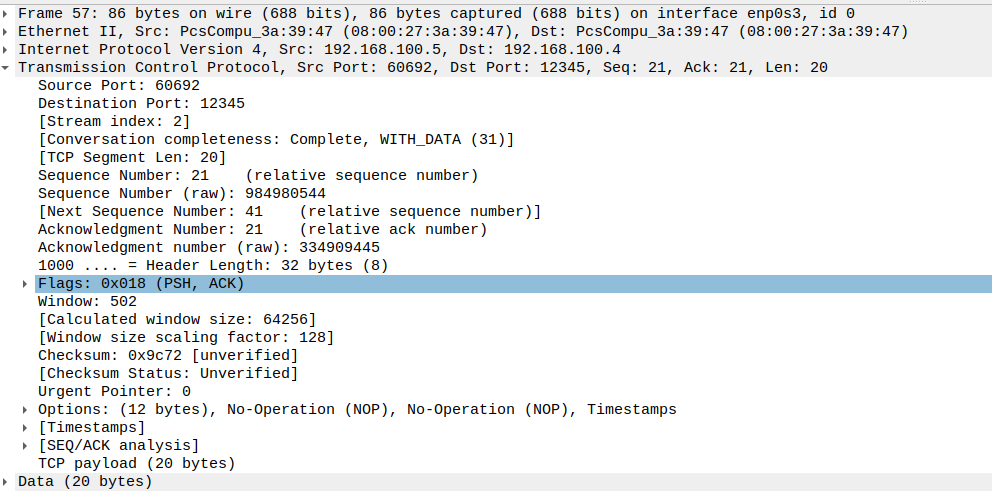 Frame 57: 86 bytes on wire (688 bits), 86 bytes captured (688 bits) on interface enp0s3, id 0
Ethernet II, Src: PcsCompu_3a:39:47 (08:00:27:3a:39:47), Dst: PcsCompu_3a:39:47 (08:00:27:3a:39:47)
Internet Protocol Version 4, Src: 192.168.100.5, Dst: 192.168.100.4
Transmission Control Protocol, Src Port: 60692, Dst Port: 12345, Seq: 21, Ack: 21, Len: 20
Source Port: 60692
Destination Port: 12345
[Stream index: 2]
[Conversation completeness: Complete, WITH_DATA (31)]
[TCP Segment Len: 20]
Sequence Number: 21    (relative sequence number)
Sequence Number (raw): 984980544
[Next Sequence Number: 41    (relative sequence number)]
Acknowledgment Number: 21    (relative ack number)
Acknowledgment number (raw): 334909445
1000 .... = Header Length: 32 bytes (8)
Flags: 0x018 (PSH, ACK)
Window: 502
[Calculated window size: 64256]
[Window size scaling factor: 128]
Checksum: 0x9c72 [unverified]
[Checksum Status: Unverified]
Urgent Pointer: 0
Options: (12 bytes), No-Operation (NOP), No-Operation (NOP), Timestamps
[Timestamps]
[SEQ/ACK analysis]
TCP payload (20 bytes)
Data (20 bytes)